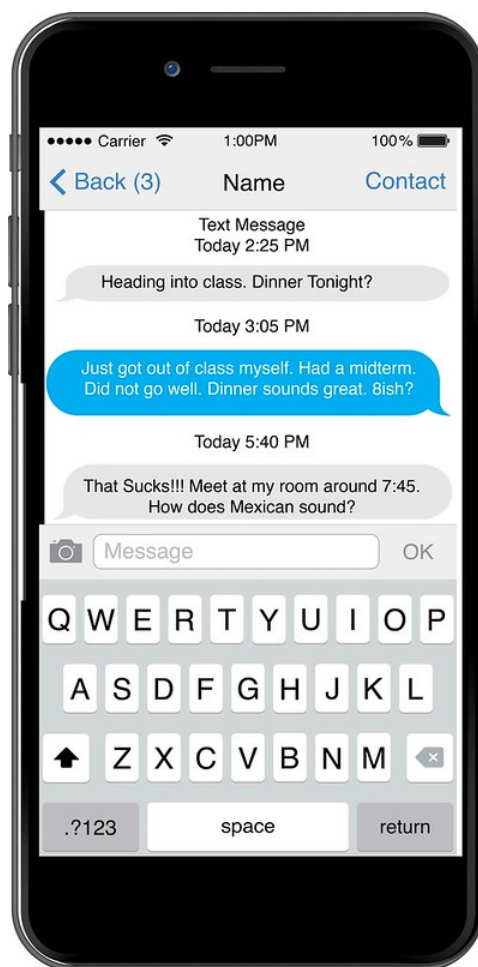 ●●●●● Carrier 1:00PM 100%
Back (3) Name Contact
Text Message
Today 2:25 PM
Heading into class. Dinner Tonight?
Today 3:05 PM
Just got out of class myself. Had a midterm.
Did not go well. Dinner sounds great. 8ish?
Today 5:40 PM
That Sucks!!! Meet at my room around 7:45.
How does Mexican sound?
Message OK
Q W E R T Y U I O P
A S D F G H J K L
Z X C V B N M
.?123 space return